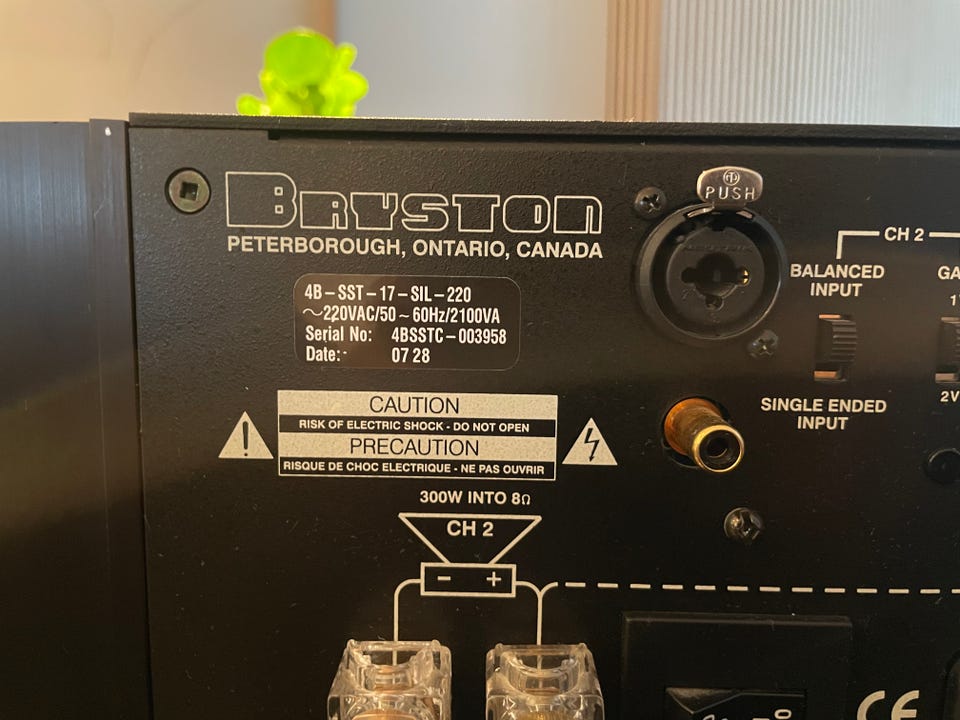 BRYSTON
PETERBOROUGH, ONTARIO, CANADA
4B-SST-17-SIL-220
~220VAC/50~60Hz/2100VA
Serial No: 4BSSTC-003958
Date: 07 28
CAUTION
RISK OF ELECTRIC SHOCK - DO NOT OPEN
PRECAUTION
RISQUE DE CHOC ELECTRIQUE - NE PAS OUVRIR
300W INTO 8Ω
CH 2
- +
PUSH
CH 2
BALANCED
INPUT
SINGLE ENDED
INPUT
CE